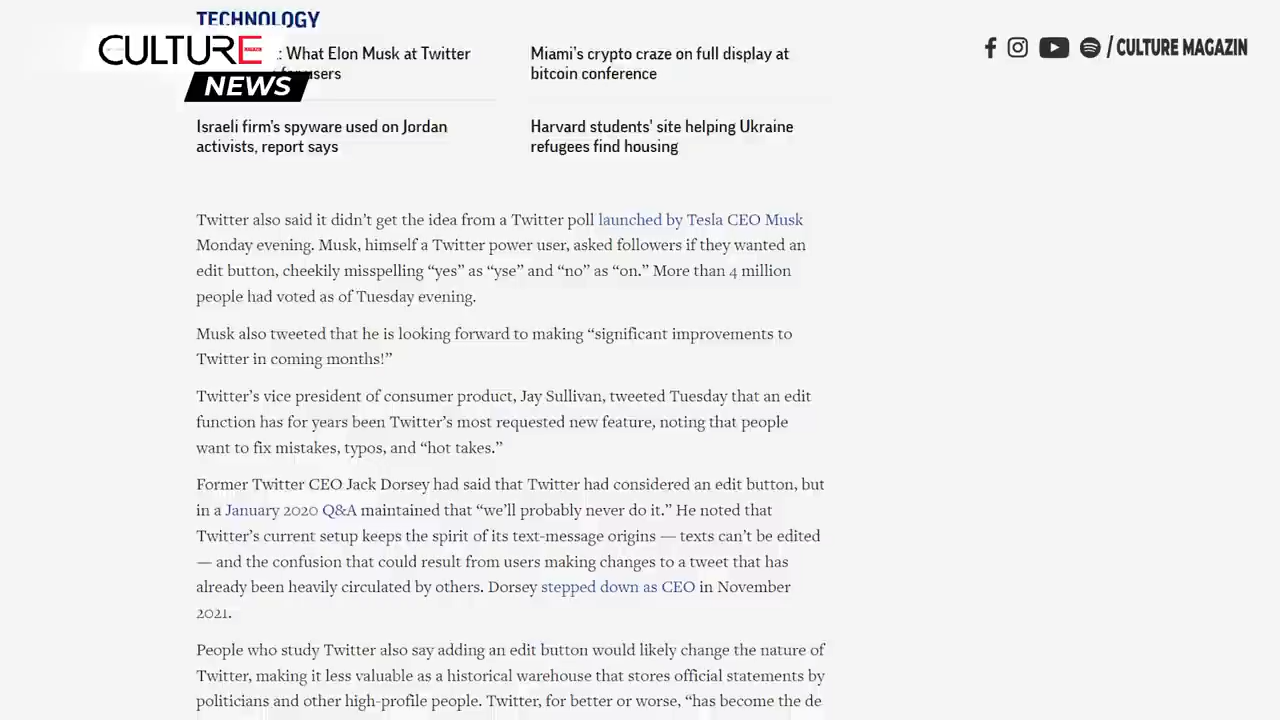 TECHNOLOGY
CULTURE
NEWS
/ CULTURE MAGAZIN
: What Elon Musk at Twitter
users
Miami's crypto craze on full display at
bitcoin conference
Israeli firm's spyware used on Jordan
activists, report says
Harvard students' site helping Ukraine
refugees find housing
Twitter also said it didn't get the idea from a Twitter poll launched by Tesla CEO Musk
Monday evening. Musk, himself a Twitter power user, asked followers if they wanted an
edit button, cheekily misspelling “yes” as “yse” and “no” as “on.” More than 4 million
people had voted as of Tuesday evening.
Musk also tweeted that he is looking forward to making “significant improvements to
Twitter in coming months!”
Twitter's vice president of consumer product, Jay Sullivan, tweeted Tuesday that an edit
function has for years been Twitter's most requested new feature, noting that people
want to fix mistakes, typos, and “hot takes.”
Former Twitter CEO Jack Dorsey had said that Twitter had considered an edit button, but
in a January 2020 Q&A maintained that “we'll probably never do it.” He noted that
Twitter's current setup keeps the spirit of its text-message origins — texts can't be edited
— and the confusion that could result from users making changes to a tweet that has
already been heavily circulated by others. Dorsey stepped down as CEO in November
2021.
People who study Twitter also say adding an edit button would likely change the nature of
Twitter, making it less valuable as a historical warehouse that stores official statements by
politicians and other high-profile people. Twitter, for better or worse, “has become the de